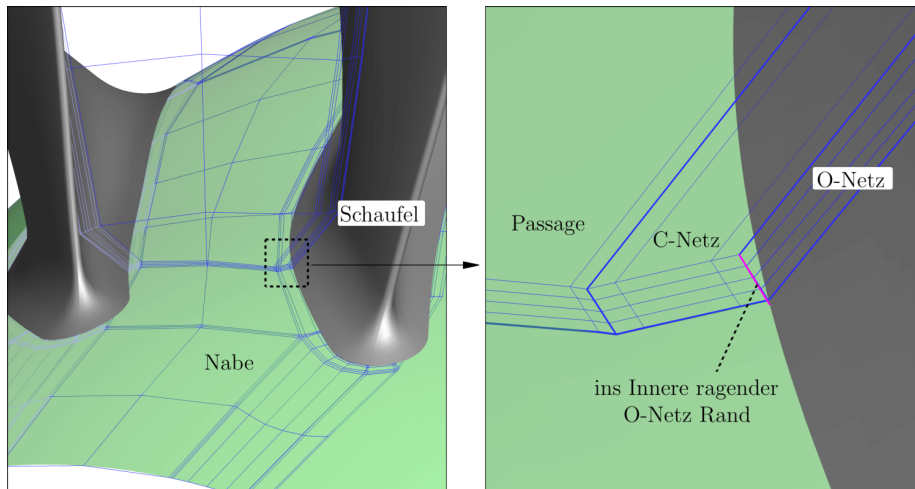 Schaufel
Nabe
O-Netz
Passage
C-Netz
ins Innere ragender
O-Netz Rand